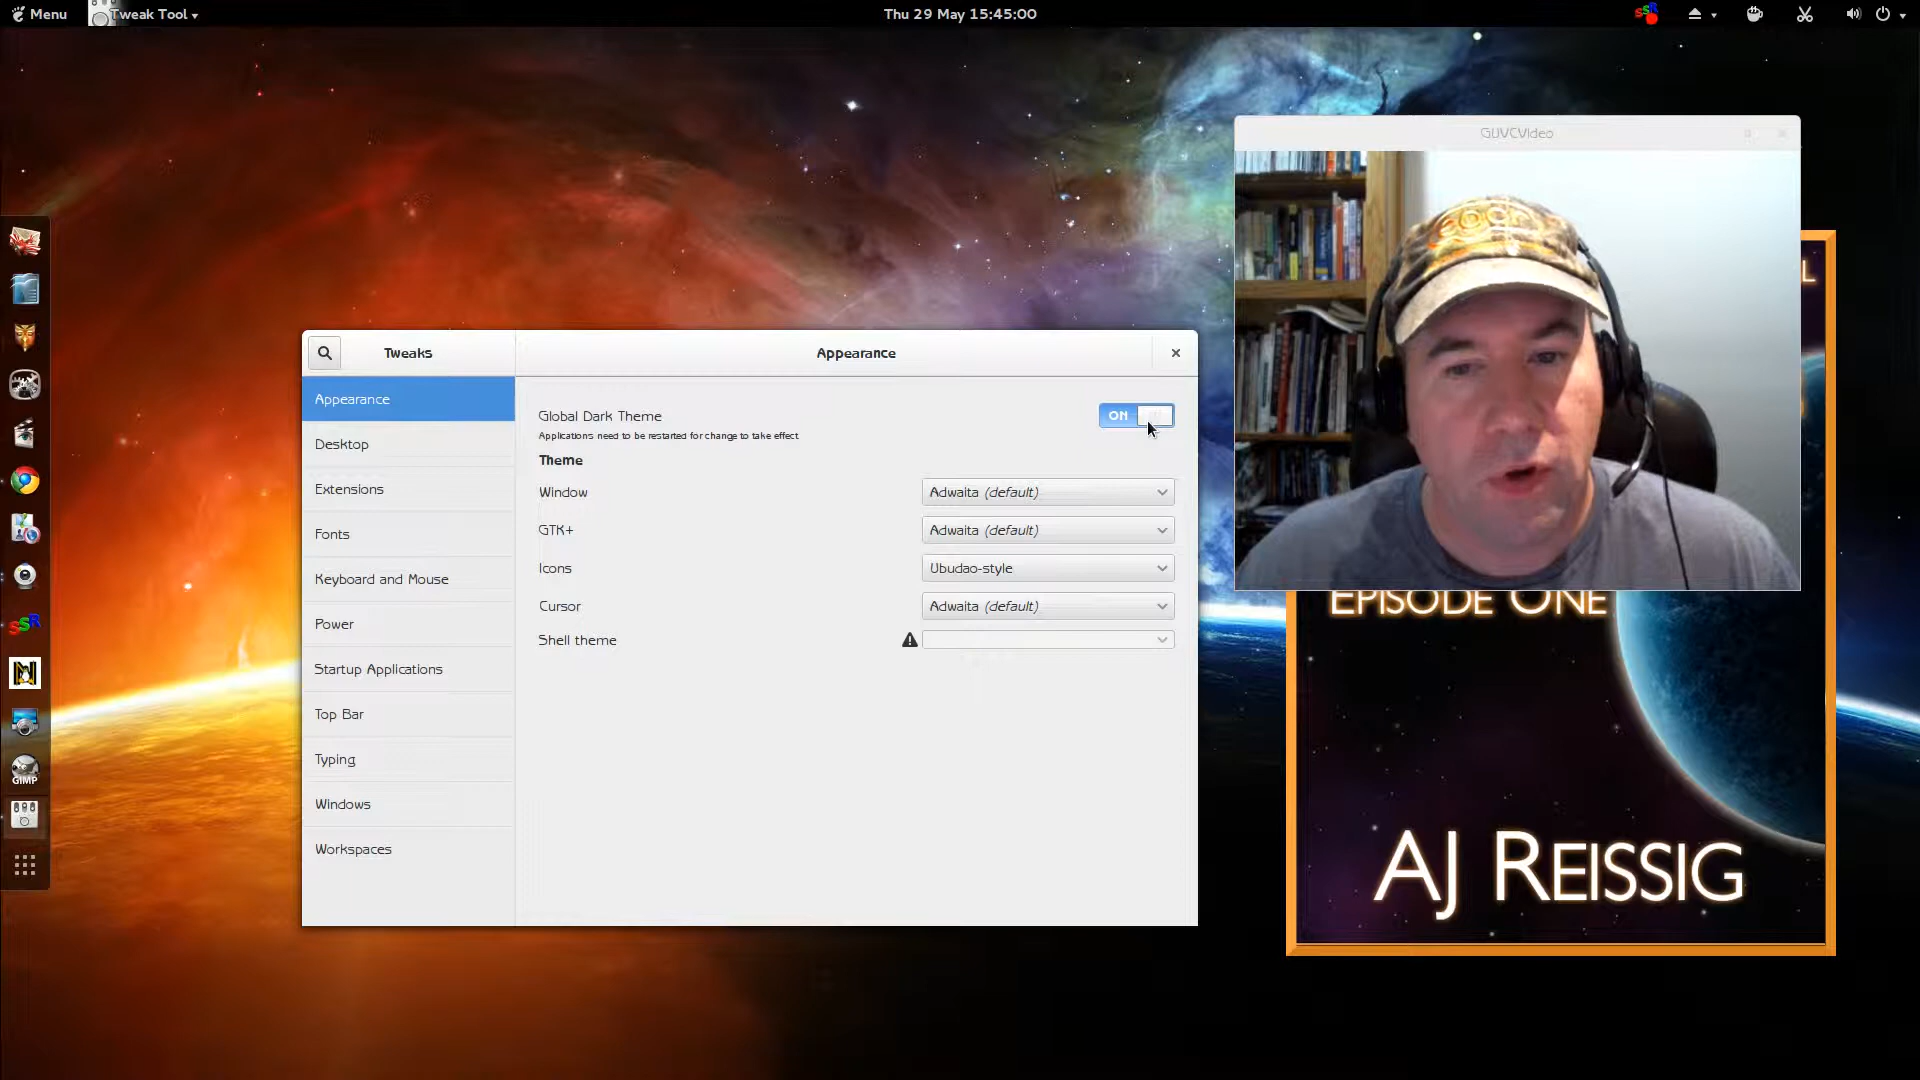 Menu
Tweak Tool
Thu 29 May 15:45:00
SSR
GUVCVideo
Tweaks
Appearance
Appearance
Desktop
Extensions
Fonts
Keyboard and Mouse
Power
Startup Applications
Top Bar
Typing
Windows
Workspaces
Global Dark Theme
ON
Applications need to be restarted for change to take effect
Theme
Window
Adwaita (default)
GTK+
Adwaita (default)
Icons
Ubudao-style
Cursor
Adwaita (default)
Shell theme
SSR
GIMP
L
EPISODE ONE
AJ REISSIG